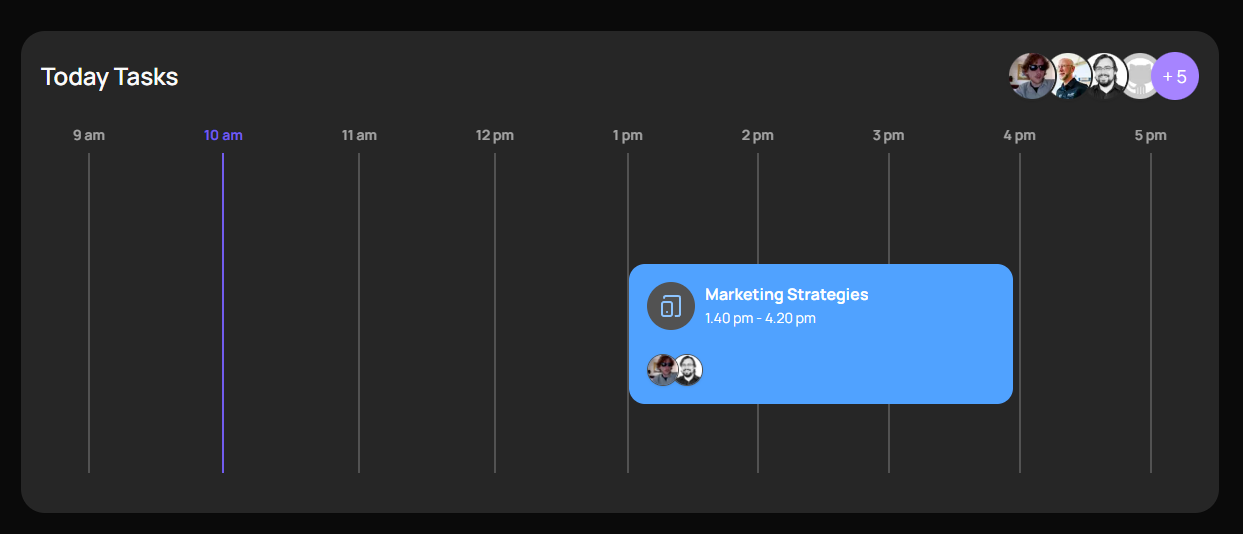 Today Tasks
+ 5
9 am 10 am 11 am 12 pm 1 pm 2 pm 3 pm 4 pm 5 pm
Marketing Strategies
1.40 pm - 4.20 pm